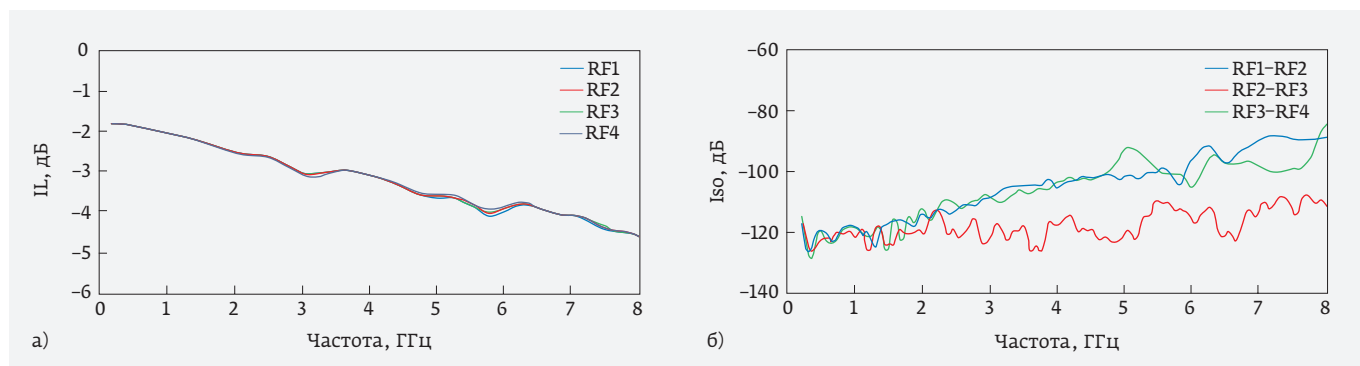 0
–1
–2
–3
–4
–5
–6
IL, дБ
RF1
RF2
RF3
RF4
0 1 2 3 4 5 6 7 8
Частота, ГГц
а)
–60
–80
–100
–120
–140
Iso, дБ
RF1–RF2
RF2–RF3
RF3–RF4
0 1 2 3 4 5 6 7 8
Частота, ГГц
б)